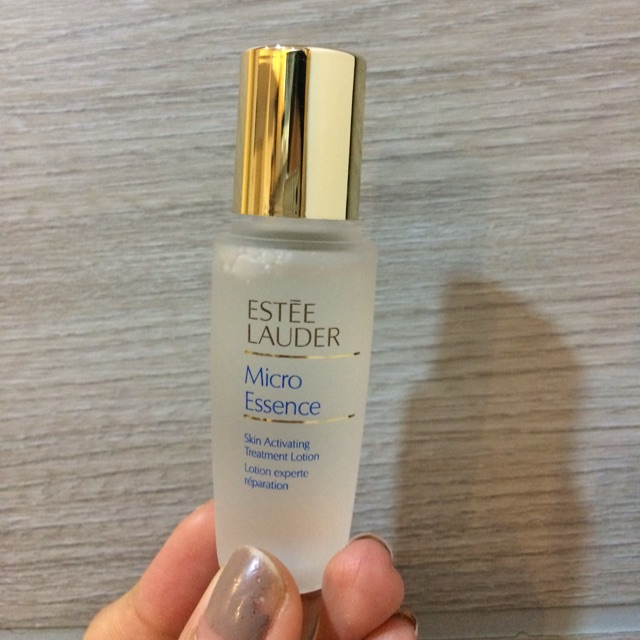 ESTĒE
LAUDER
Micro
Essence
Skin Activating
Treatment Lotion
Lotion experte
réparation